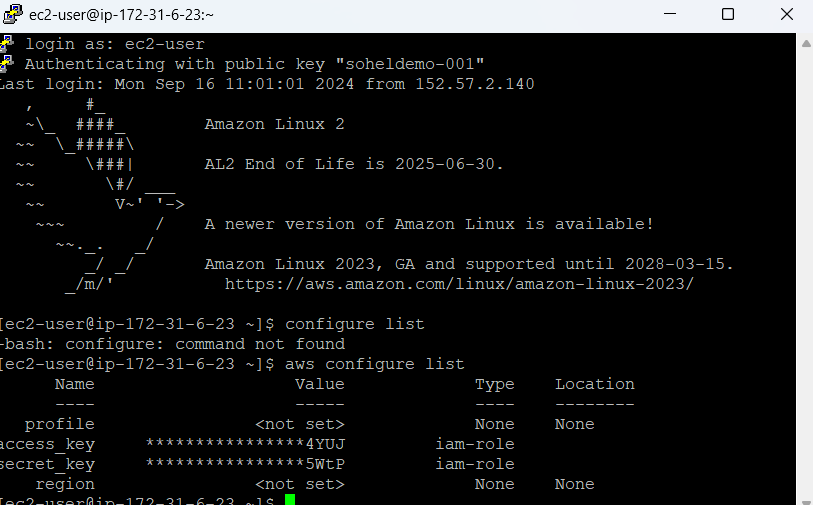 ec2-user@ip-172-31-6-23:~
login as: ec2-user
Authenticating with public key "soheldemo-001"
Last login: Mon Sep 16 11:01:01 2024 from 152.57.2.140
   ,     #_
   ~\_  ####_        Amazon Linux 2
  ~~  \_#####\
  ~~     \###|       AL2 End of Life is 2025-06-30.
  ~~       \#/ ___
   ~~       V~' '->
    ~~~         /    A newer version of Amazon Linux is available!
      ~~._.   _/
         _/ _/       Amazon Linux 2023, GA and supported until 2028-03-15.
       _/m/'           https://aws.amazon.com/linux/amazon-linux-2023/
[ec2-user@ip-172-31-6-23 ~]$ configure list
-bash: configure: command not found
[ec2-user@ip-172-31-6-23 ~]$ aws configure list
      Name                    Value             Type    Location
      ----                    -----             ----    --------
   profile                <not set>             None    None
access_key     ****************4YUJ         iam-role
secret_key     ****************5WtP         iam-role
    region                <not set>             None    None
[ec2-user@ip-172-31-6-23 ~]$